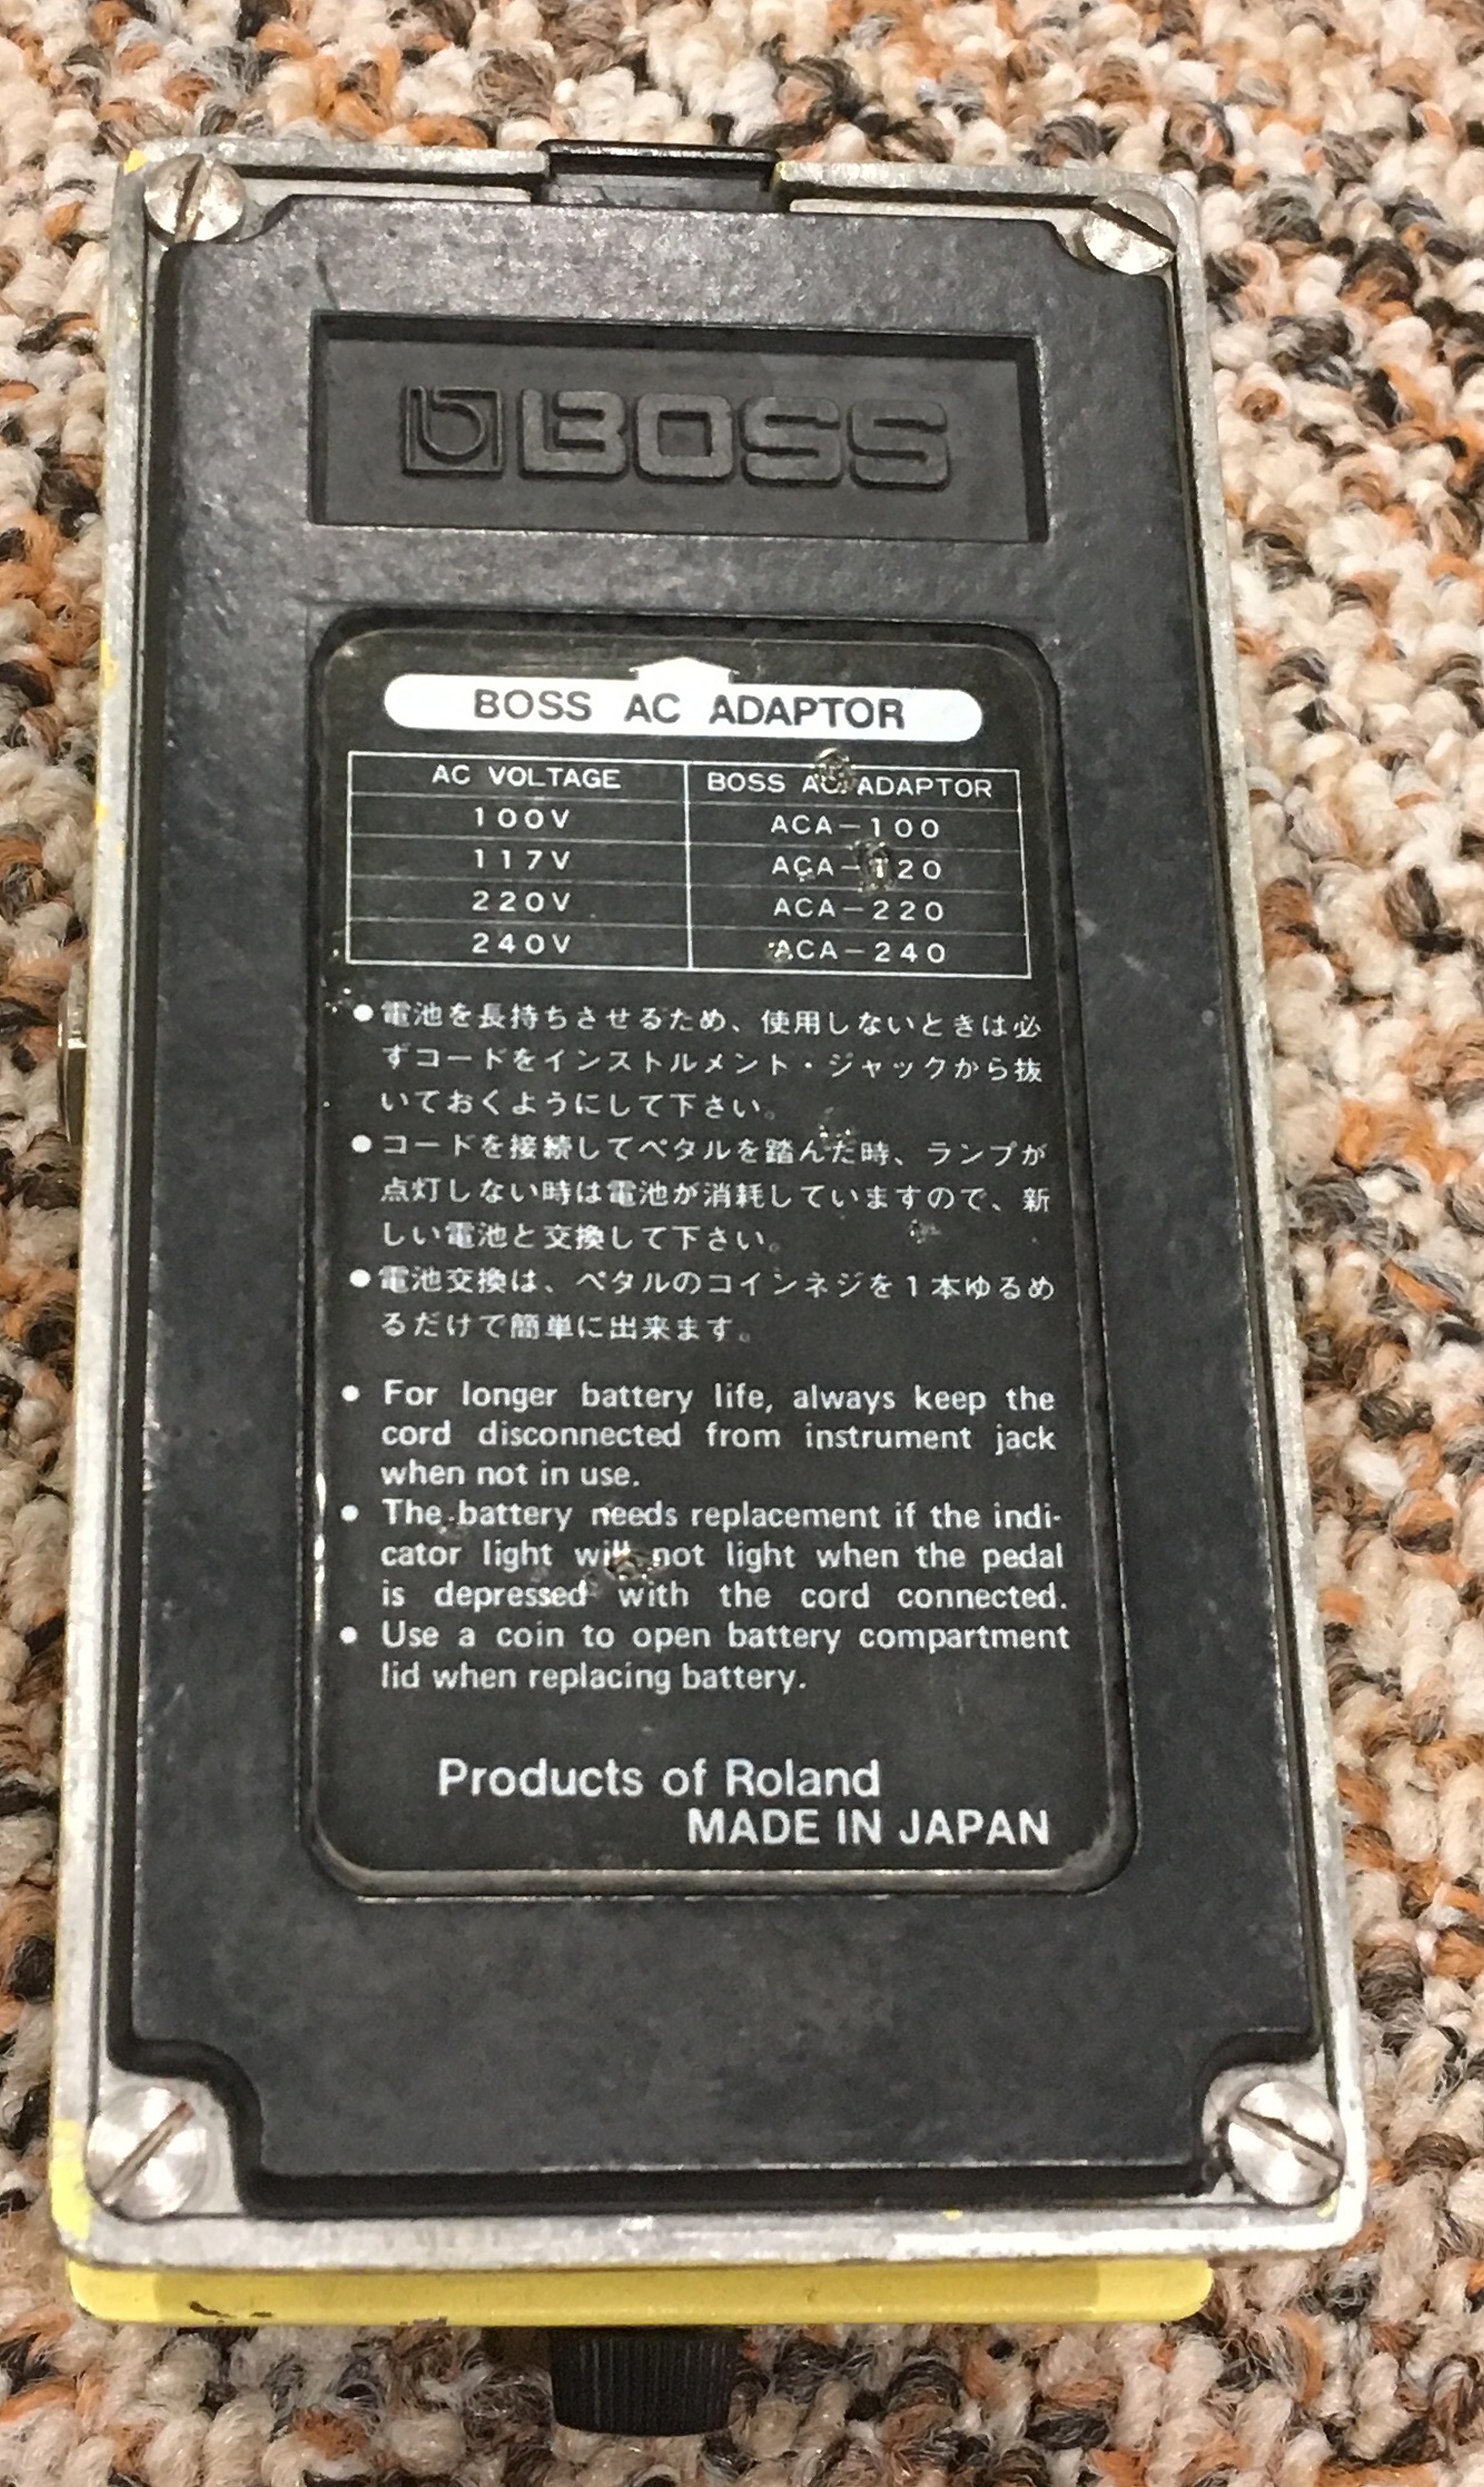 BOSS
BOSS AC ADAPTOR
AC VOLTAGE BOSS AC ADAPTOR
100V ACA-100
117V ACA-120
220V ACA-220
240V ACA-240
●電池を長持ちさせるため、使用しないときは必
ずコードをインストルメント・ジャックから抜
いておくようにして下さい。
●コードを接続してペタルを踏んだ時、ランプが
点灯しない時は電池が消耗していますので、新
しい電池と交換して下さい。
●電池交換は、ペタルのコインネジを1本ゆるめ
るだけで簡単に出来ます。
● For longer battery life, always keep the
cord disconnected from instrument jack
when not in use.
● The battery needs replacement if the indi-
cator light will not light when the pedal
is depressed with the cord connected.
● Use a coin to open battery compartment
lid when replacing battery.
Products of Roland
MADE IN JAPAN